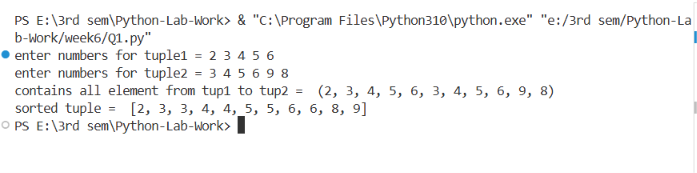 PS E:\3rd sem\Python-Lab-Work> & "C:\Program Files\Python310\python.exe" "e:/3rd sem/Python-La
b-Work/week6/Q1.py"
enter numbers for tuple1 = 2 3 4 5 6
enter numbers for tuple2 = 3 4 5 6 9 8
contains all element from tup1 to tup2 =  (2, 3, 4, 5, 6, 3, 4, 5, 6, 9, 8)
sorted tuple =  [2, 3, 3, 4, 4, 5, 5, 6, 6, 8, 9]
PS E:\3rd sem\Python-Lab-Work>